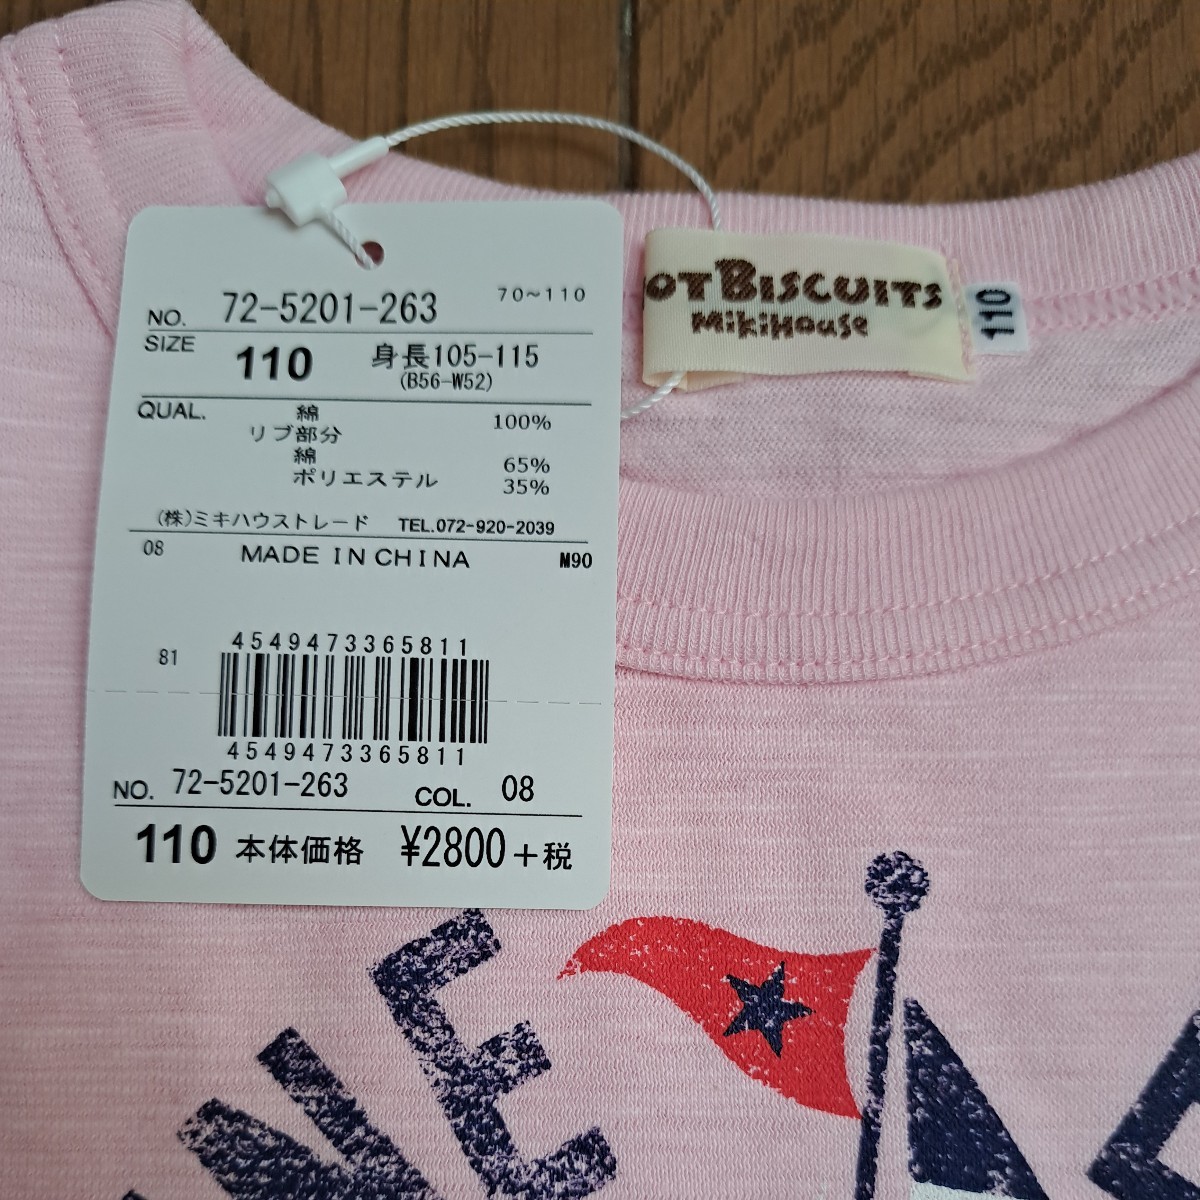 NO. 72-5201-263 70~110
SIZE 110 身長105-115
(B56-W52)
QUAL. 綿 100%
リブ部分
綿 65%
ポリエステル 35%
(株)ミキハウストレード TEL.072-920-2039
08 MADE IN CHINA M90
4549473365811
81
4549473365811
NO. 72-5201-263 COL. 08
110 本体価格 ¥2800+税
OT BISCUITS
MIKIHOUSE
110